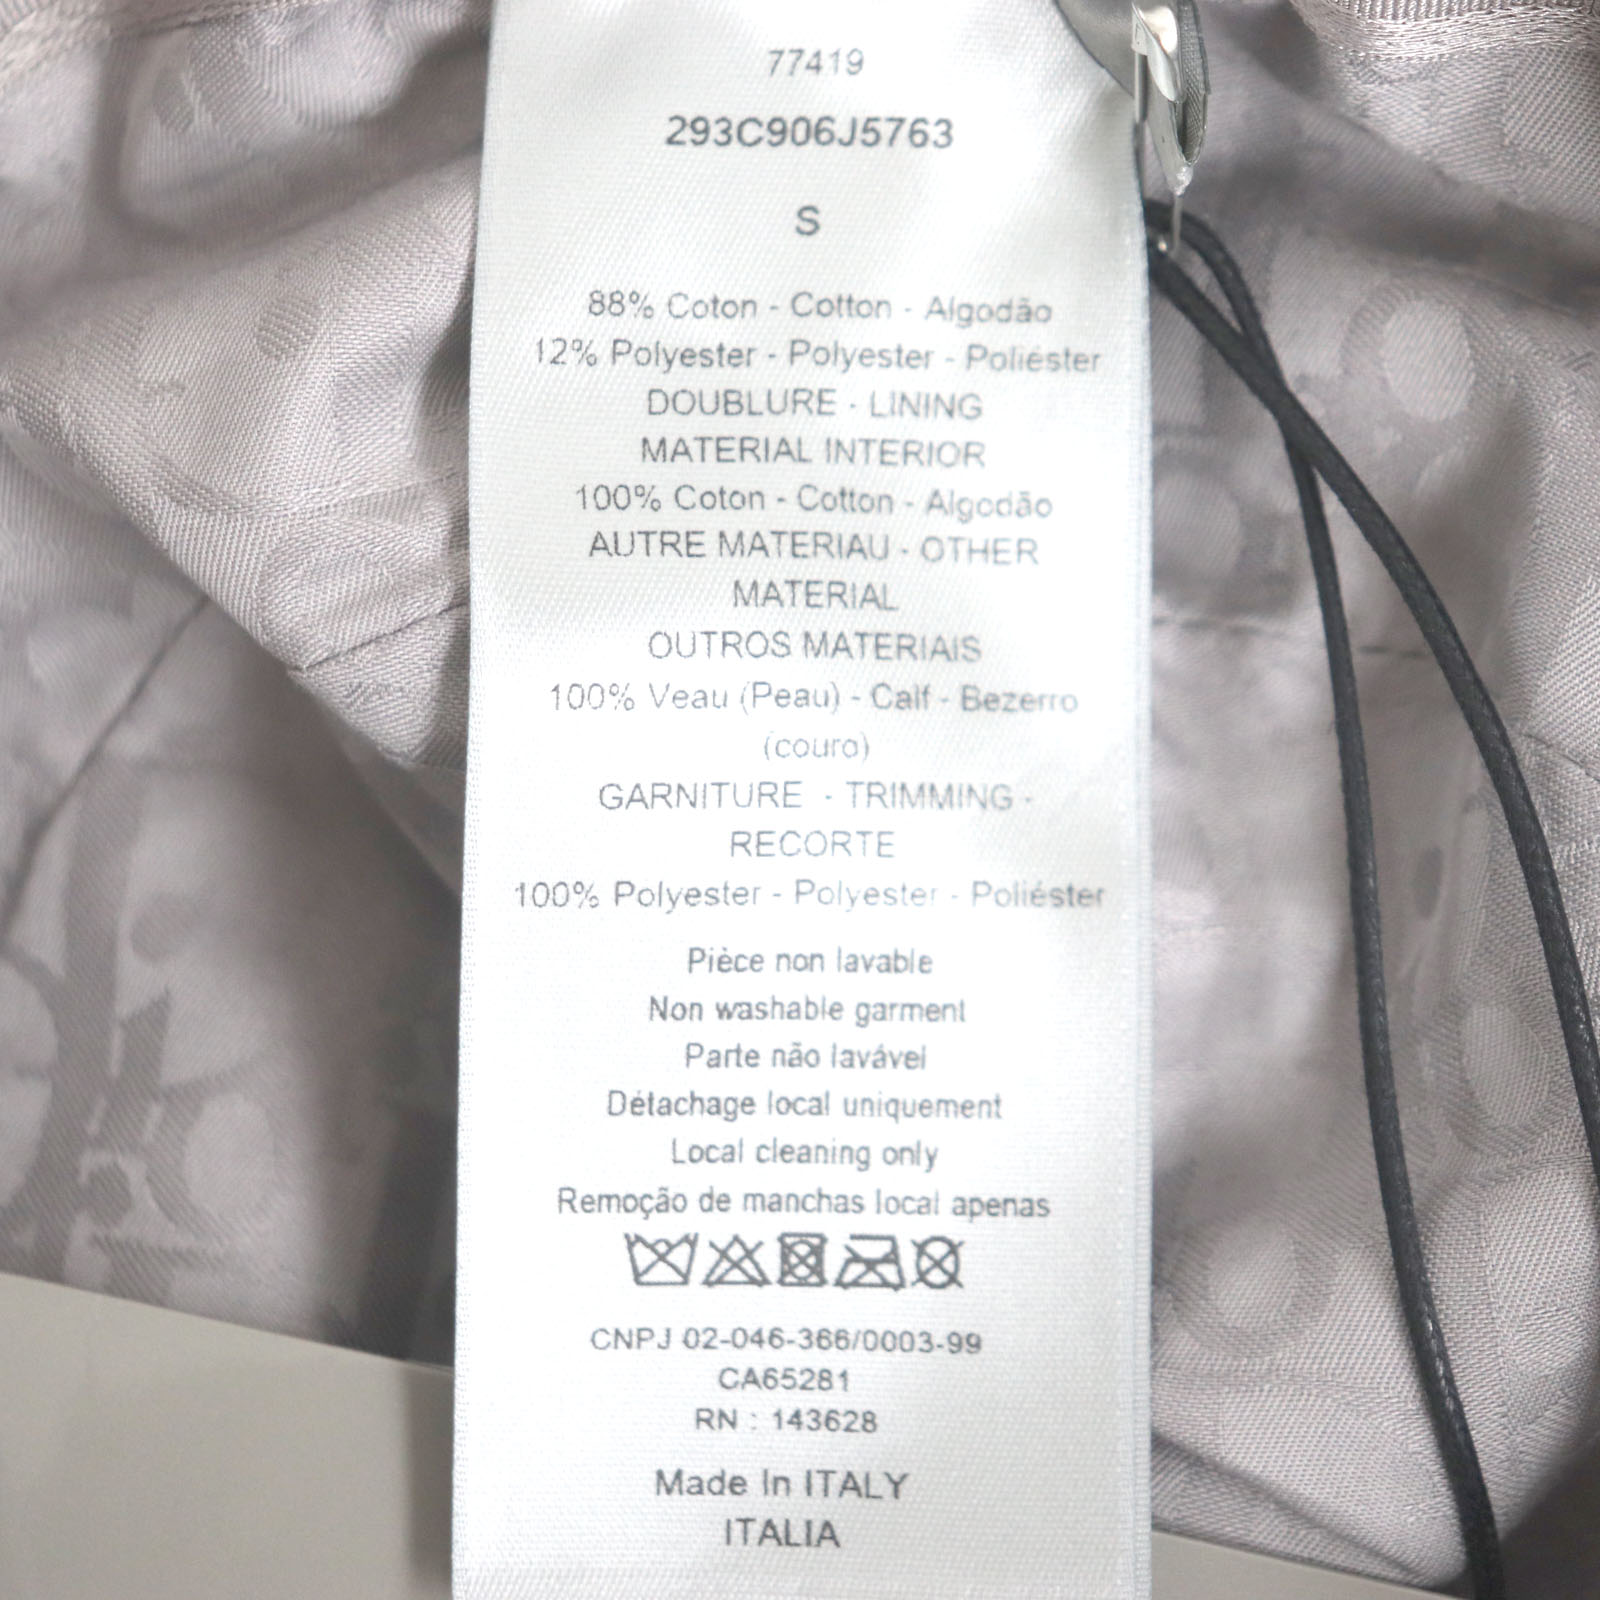 77419
293C906J5763
S
88% Coton - Cotton - Algodão
12% Polyester - Polyester - Poliéster
DOUBLURE - LINING
MATERIAL INTERIOR
100% Coton - Cotton - Algodão
AUTRE MATERIAU - OTHER
MATERIAL
OUTROS MATERIAIS
100% Veau (Peau) - Calf - Bezerro
(couro)
GARNITURE - TRIMMING -
RECORTE
100% Polyester - Polyester - Poliéster
Pièce non lavable
Non washable garment
Parte não lavável
Détachage local uniquement
Local cleaning only
Remoção de manchas local apenas
CNPJ 02-046-366/0003-99
CA65281
RN : 143628
Made In ITALY
ITALIA